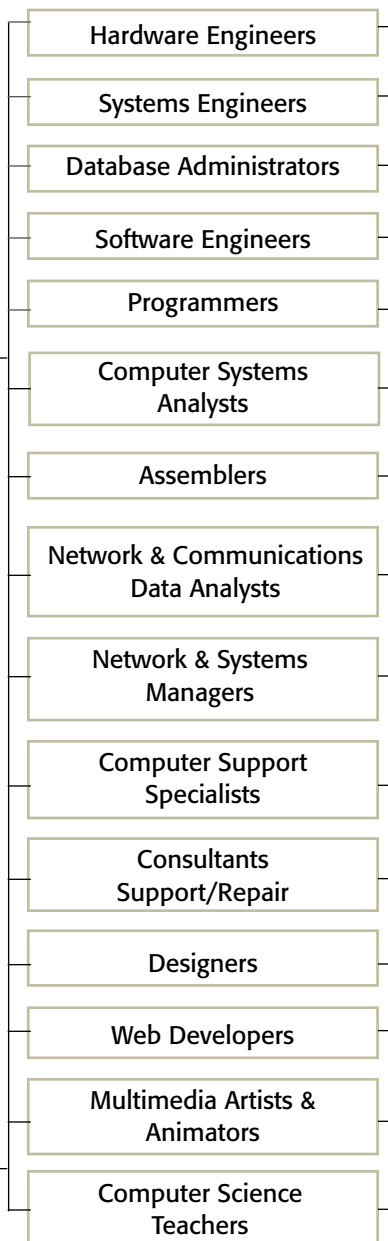 Hardware Engineers
Systems Engineers
Database Administrators
Software Engineers
Programmers
Computer Systems
Analysts
Assemblers
Network & Communications
Data Analysts
Network & Systems
Managers
Computer Support
Specialists
Consultants
Support/Repair
Designers
Web Developers
Multimedia Artists &
Animators
Computer Science
Teachers